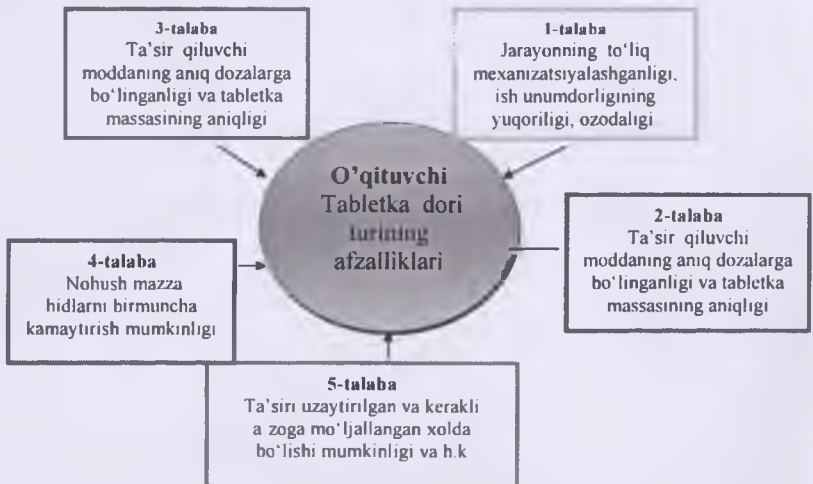 3-talaba
Ta'sir qiluvchi
moddaning aniq dozalarga
bo'linganligi va tabletka
massasining aniqligi
1-talaba
Jarayonning to'liq
mexanizatsiyalashganligi,
ish unumdorligining
yuqoriligi, ozodaligi
O'qituvchi
Tabletka dori
turining
afzalliklari
2-talaba
Ta'sir qiluvchi
moddaning aniq dozalarga
bo'linganligi va tabletka
massasining aniqligi
4-talaba
Nohush mazza
hidlarni birmuncha
kamaytirish mumkinligi
5-talaba
Ta'siri uzaytirilgan va kerakli
a zoga mo'ljallangan xolda
bo'lishi mumkinligi va h.k